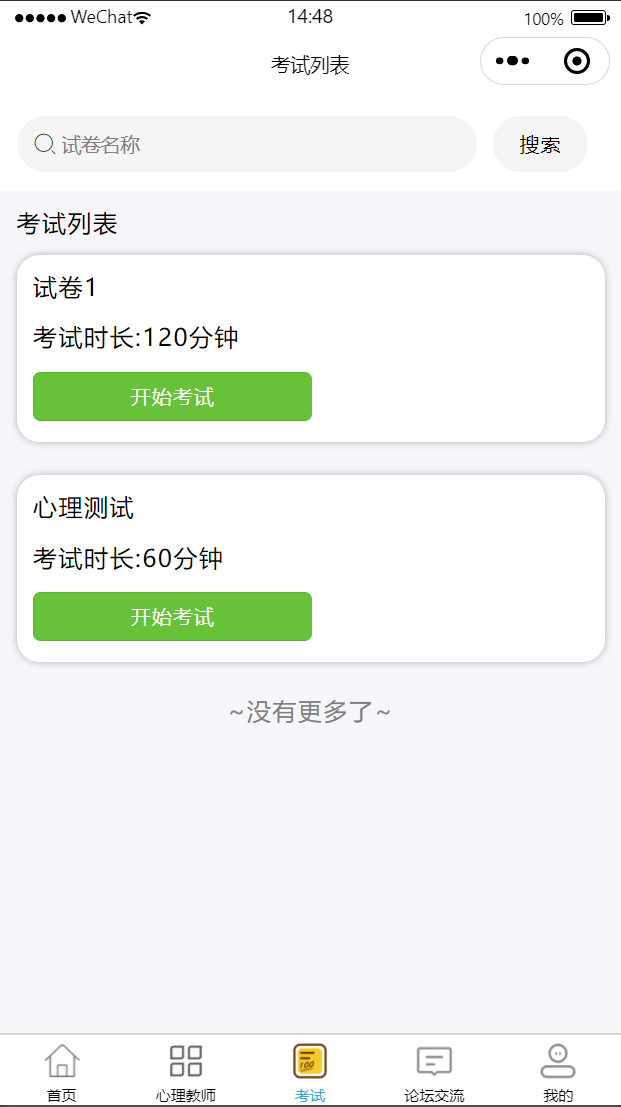 ●●●●● WeChat 14:48 100%
考试列表
试卷名称 搜索
考试列表
试卷1
考试时长:120分钟
开始考试
心理测试
考试时长:60分钟
开始考试
~没有更多了~
100
首页 心理教师 考试 论坛交流 我的